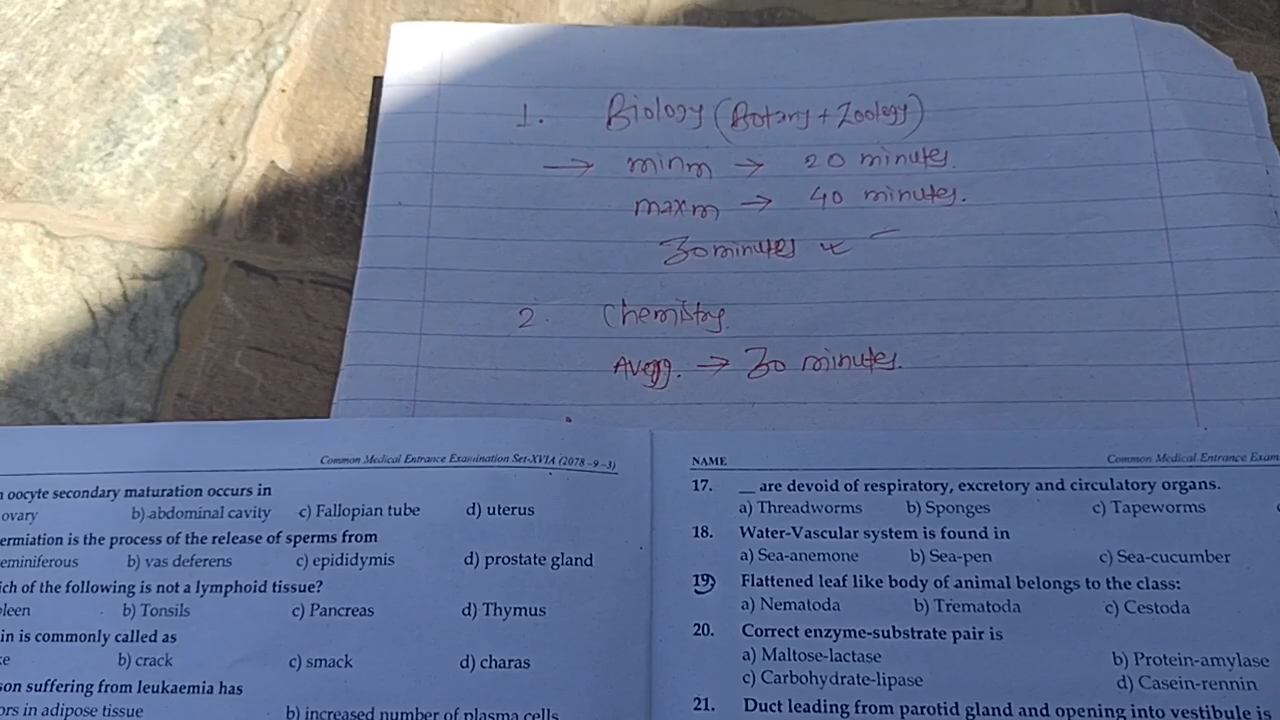 1. Biology (Botany + Zoology)
→ minm → 20 minutes.
maxm → 40 minutes.
30 minutes
2. Chemistry.
→ 30 minutes.
Common Medical Entrance Examination Set-XVIA (2078-9-3)
oocyte secondary maturation occurs in
ovary b) abdominal cavity c) Fallopian tube d) uterus
ermiation is the process of the release of sperms from
eminiferous b) vas deferens c) epididymis d) prostate gland
ich of the following is not a lymphoid tissue?
leen b) Tonsils c) Pancreas d) Thymus
in is commonly called as
ke b) crack c) smack d) charas
son suffering from leukaemia has
ors in adipose tissue b) increased number of plasma cells
NAME Common Medical Entrance Exam
17. __ are devoid of respiratory, excretory and circulatory organs.
a) Threadworms b) Sponges c) Tapeworms
18. Water-Vascular system is found in
a) Sea-anemone b) Sea-pen c) Sea-cucumber
19) Flattened leaf like body of animal belongs to the class:
a) Nematoda b) Trematoda c) Cestoda
20. Correct enzyme-substrate pair is
a) Maltose-lactase b) Protein-amylase
c) Carbohydrate-lipase d) Casein-rennin
21. Duct leading from parotid gland and opening into vestibule is